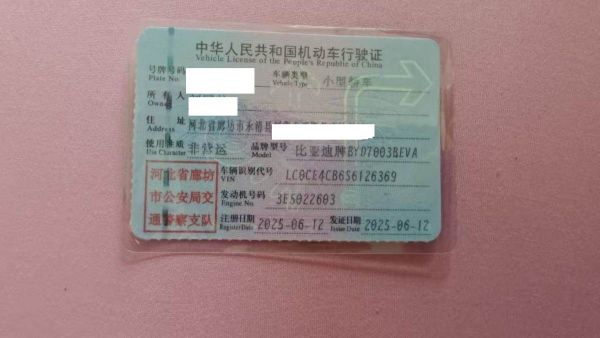 中华人民共和国机动车行驶证
Vehicle License of the People's Republic of China
号牌号码 Plate No. 车辆类型 Vehicle Type 小型轿车
所有人 Owner
住址 Address 河北省廊坊市永清县
使用性质 非营运 品牌型号 Model 比亚迪牌BYD7003BEVA
河北省廊坊市公安局交通警察支队
车辆识别代号 VIN LC0CE4CB6S6126369
发动机号码 Engine No. 3ES022603
注册日期 Register Date 2025-06-12 发证日期 Issue Date 2025-06-12